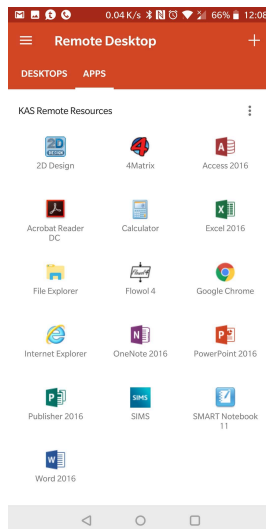 0.04 K/s 66% 12:08
Remote Desktop
DESKTOPS APPS
KAS Remote Resources
2D Design
4Matrix
Access 2016
Acrobat Reader
DC
Calculator
Excel 2016
File Explorer
Flowol 4
Google Chrome
Internet Explorer
OneNote 2016
PowerPoint 2016
Publisher 2016
SIMS
SMART Notebook
11
Word 2016